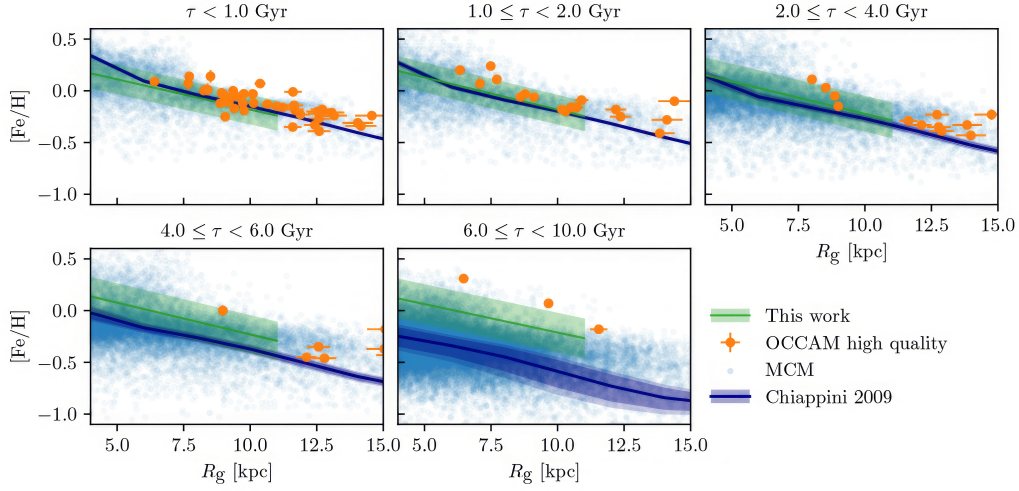 τ < 1.0 Gyr
1.0 ≤ τ < 2.0 Gyr
2.0 ≤ τ < 4.0 Gyr
[Fe/H]
0.5
0.0
−0.5
−1.0
5.0 7.5 10.0 12.5 15.0
R_g [kpc]
4.0 ≤ τ < 6.0 Gyr
6.0 ≤ τ < 10.0 Gyr
[Fe/H]
0.5
0.0
−0.5
−1.0
5.0 7.5 10.0 12.5 15.0
R_g [kpc]
5.0 7.5 10.0 12.5 15.0
R_g [kpc]
This work
OCCAM high quality
MCM
Chiappini 2009